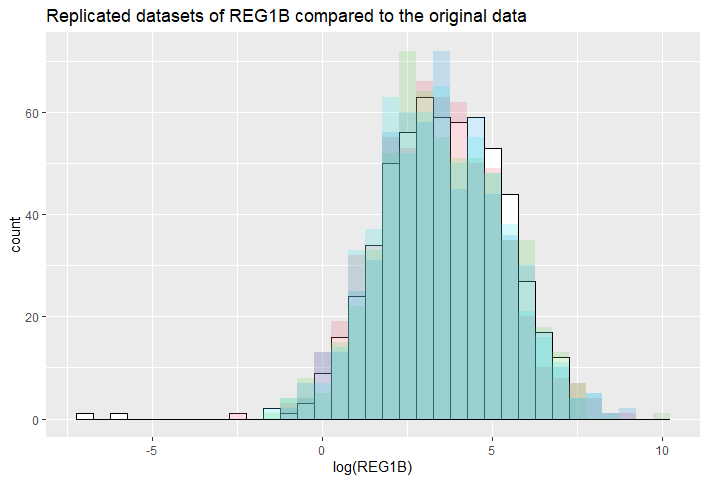 Replicated datasets of REG1B compared to the original data
count
60
40
20
0
-5
0
5
10
log(REG1B)